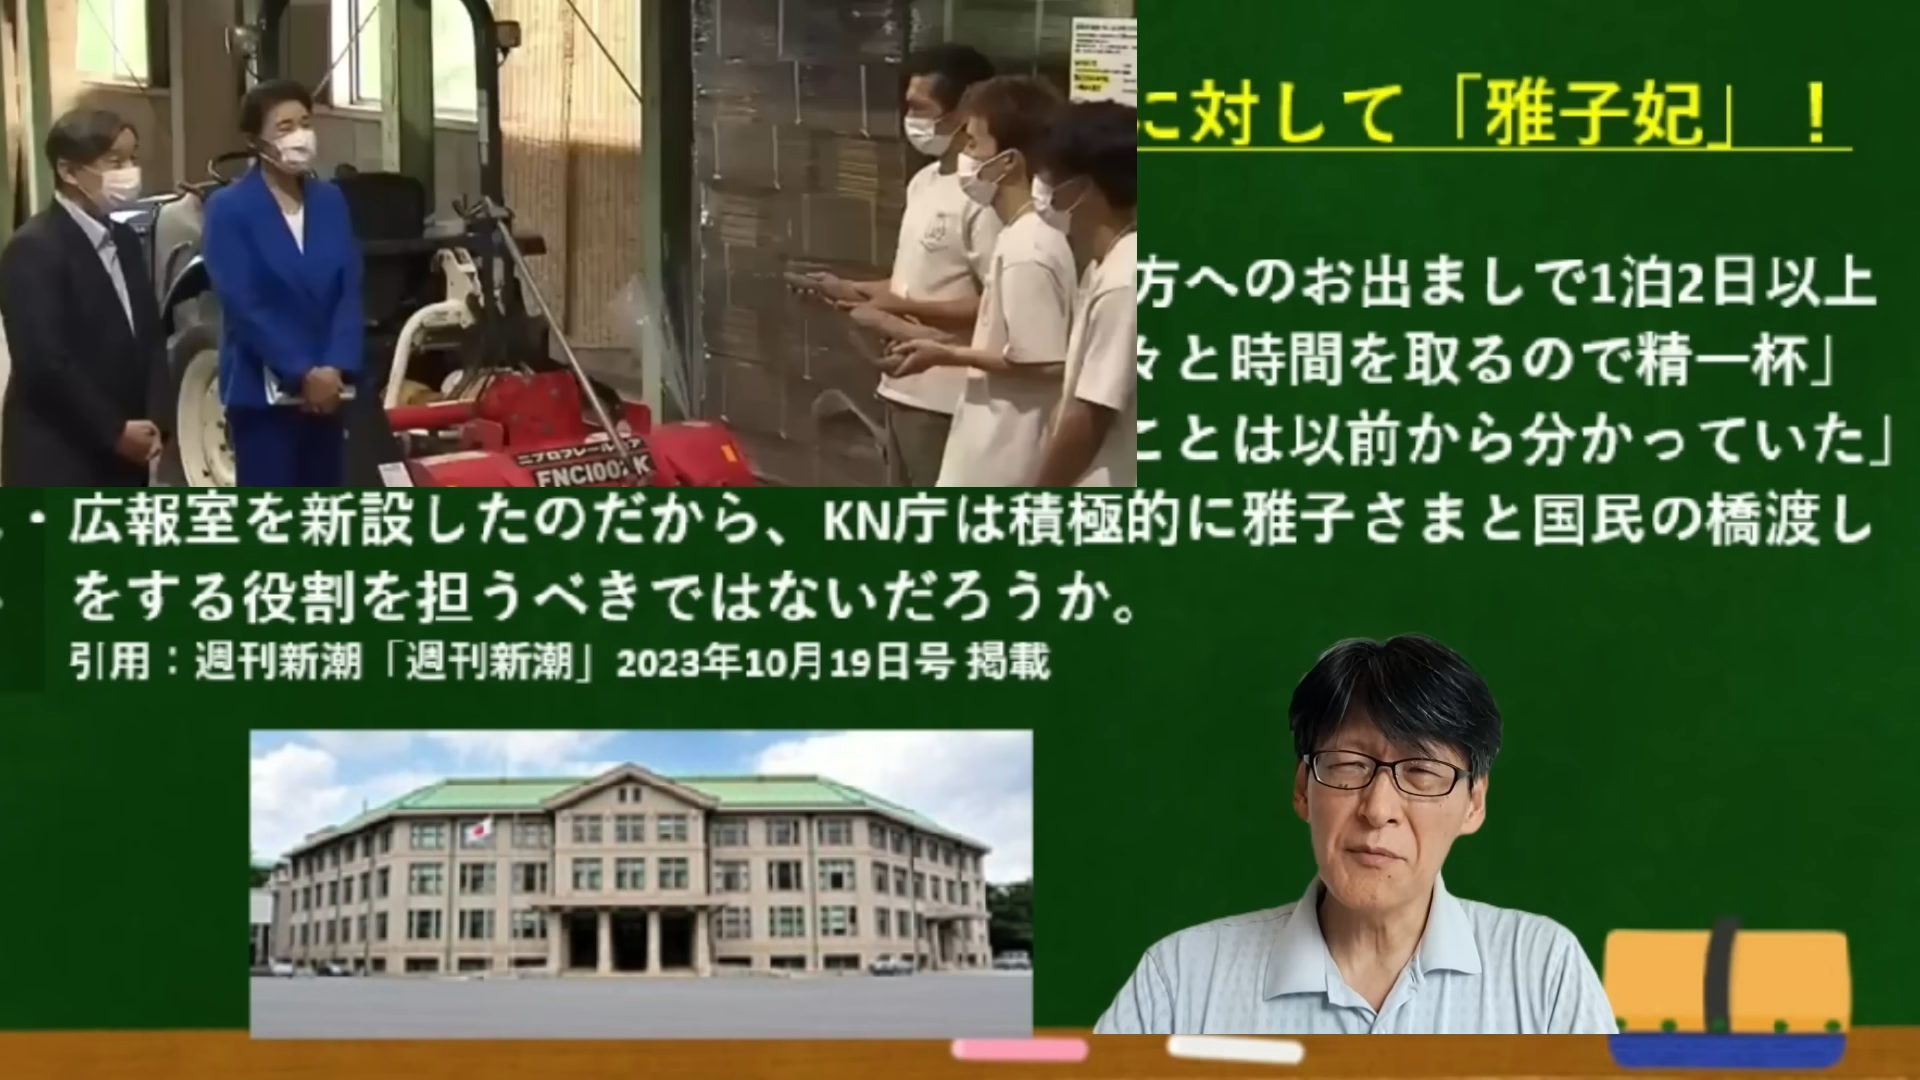 に対して「雅子妃」！
方へのお出ましで1泊2日以上
々と時間を取るので精一杯」
ことは以前から分かっていた」
・広報室を新設したのだから、KN庁は積極的に雅子さまと国民の橋渡し
をする役割を担うべきではないだろうか。
引用：週刊新潮「週刊新潮」2023年10月19日号 掲載
ニプロフレールモア
FNC1002K